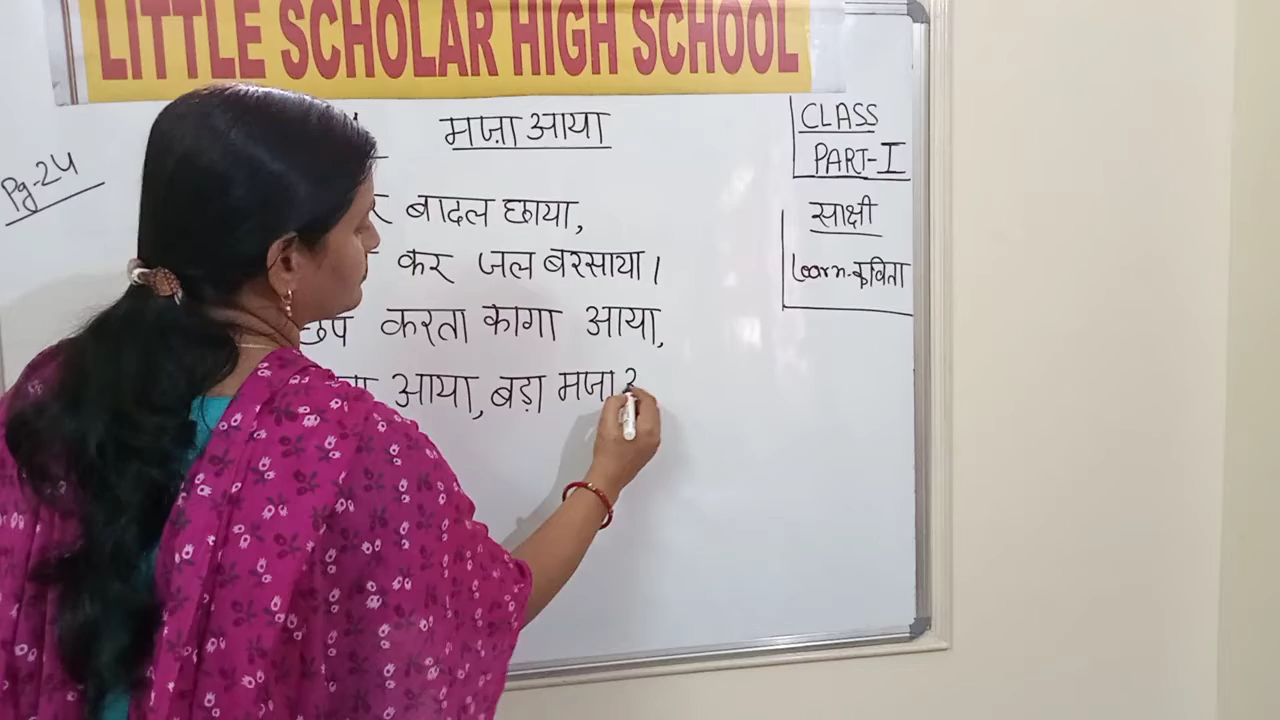 LITTLE SCHOLAR HIGH SCHOOL
Pg-24
मज़ा आया
बादल छाया,
कर जल बरसाया।
छप करता कागा आया,
आया, बड़ा मजा
CLASS
PART-I
साक्षी
Learn-कविता